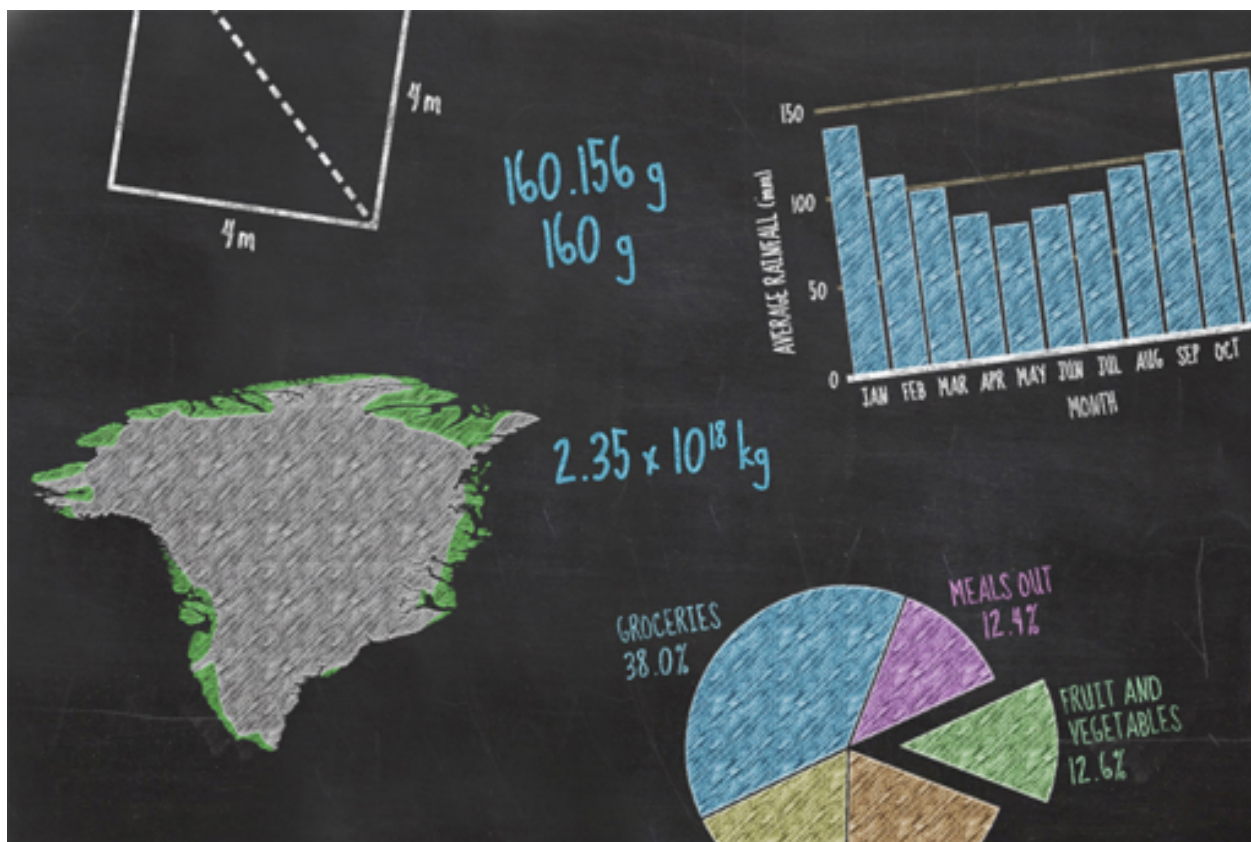 4m
4m
160.156 g
160 g
150
100
50
0
AVERAGE RAINFALL (mm)
JAN FEB MAR APR MAY JUN JUL AUG SEP OCT
MONTH
2.35 x 10¹⁸ kg
GROCERIES
38.0%
MEALS OUT
12.4%
FRUIT AND
VEGETABLES
12.6%